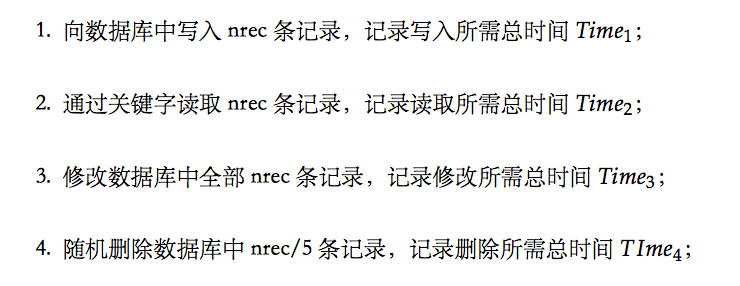 1. 向数据库中写入 nrec 条记录，记录写入所需总时间 Time₁；
2. 通过关键字读取 nrec 条记录，记录读取所需总时间 Time₂；
3. 修改数据库中全部 nrec 条记录，记录修改所需总时间 Time₃；
4. 随机删除数据库中 nrec/5 条记录，记录删除所需总时间 TIme₄；